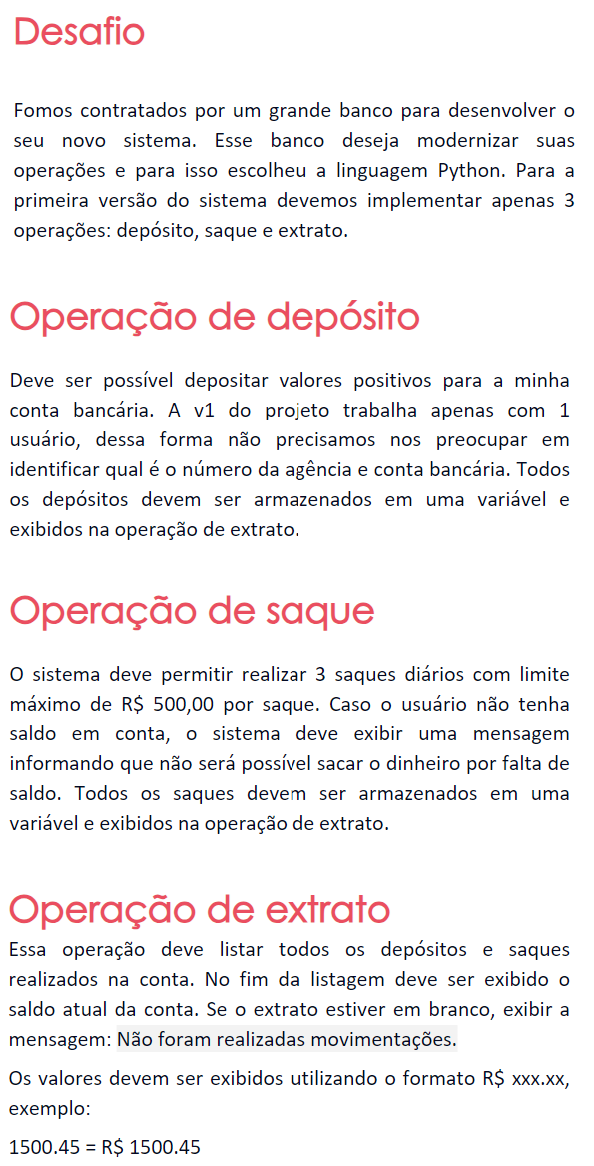 Desafio
Fomos contratados por um grande banco para desenvolver o
seu novo sistema. Esse banco deseja modernizar suas
operações e para isso escolheu a linguagem Python. Para a
primeira versão do sistema devemos implementar apenas 3
operações: depósito, saque e extrato.
Operação de depósito
Deve ser possível depositar valores positivos para a minha
conta bancária. A v1 do projeto trabalha apenas com 1
usuário, dessa forma não precisamos nos preocupar em
identificar qual é o número da agência e conta bancária. Todos
os depósitos devem ser armazenados em uma variável e
exibidos na operação de extrato.
Operação de saque
O sistema deve permitir realizar 3 saques diários com limite
máximo de R$ 500,00 por saque. Caso o usuário não tenha
saldo em conta, o sistema deve exibir uma mensagem
informando que não será possível sacar o dinheiro por falta de
saldo. Todos os saques devem ser armazenados em uma
variável e exibidos na operação de extrato.
Operação de extrato
Essa operação deve listar todos os depósitos e saques
realizados na conta. No fim da listagem deve ser exibido o
saldo atual da conta. Se o extrato estiver em branco, exibir a
mensagem: Não foram realizadas movimentações.
Os valores devem ser exibidos utilizando o formato R$ xxx.xx,
exemplo:
1500.45 = R$ 1500.45